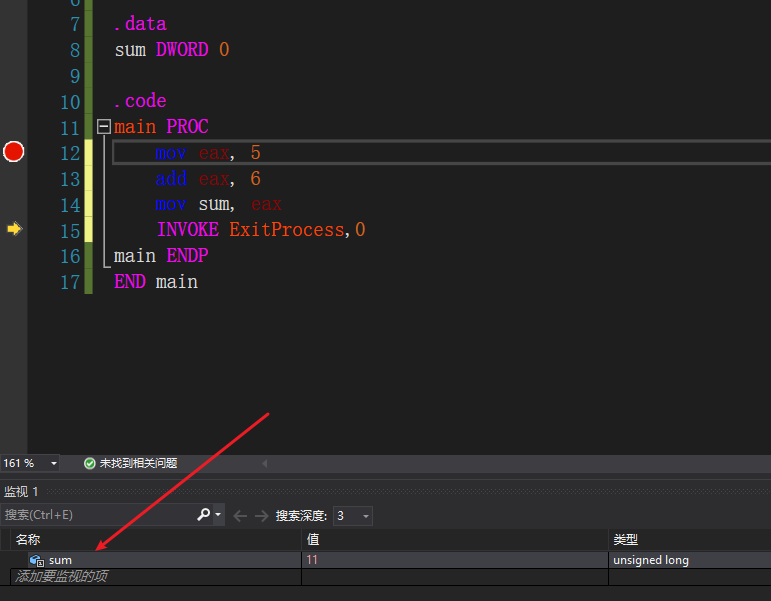 6
7 .data
8 sum DWORD 0
9
10 .code
11 main PROC
12 mov eax, 5
13 add eax, 6
14 mov sum, eax
15 INVOKE ExitProcess,0
16 main ENDP
17 END main
161 % 未找到相关问题
监视 1
搜索(Ctrl+E) 搜索深度: 3
名称 值 类型
sum 11 unsigned long
添加要监视的项